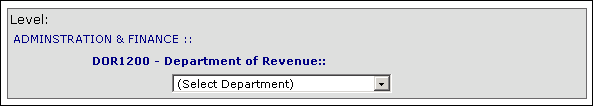 Level:
ADMINSTRATION & FINANCE ::
DOR1200 - Department of Revenue::
(Select Department)